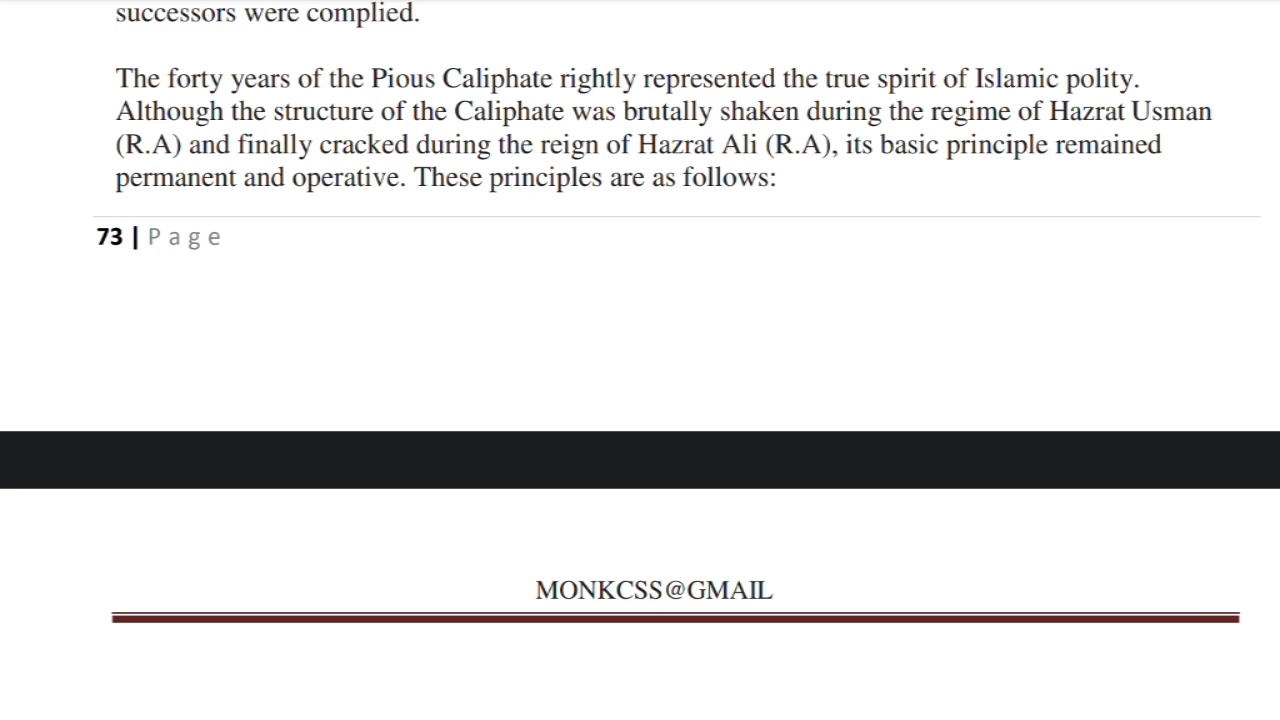 successors were complied.
The forty years of the Pious Caliphate rightly represented the true spirit of Islamic polity.
Although the structure of the Caliphate was brutally shaken during the regime of Hazrat Usman
(R.A) and finally cracked during the reign of Hazrat Ali (R.A), its basic principle remained
permanent and operative. These principles are as follows:
73 | P a g e
MONKCSS@GMAIL